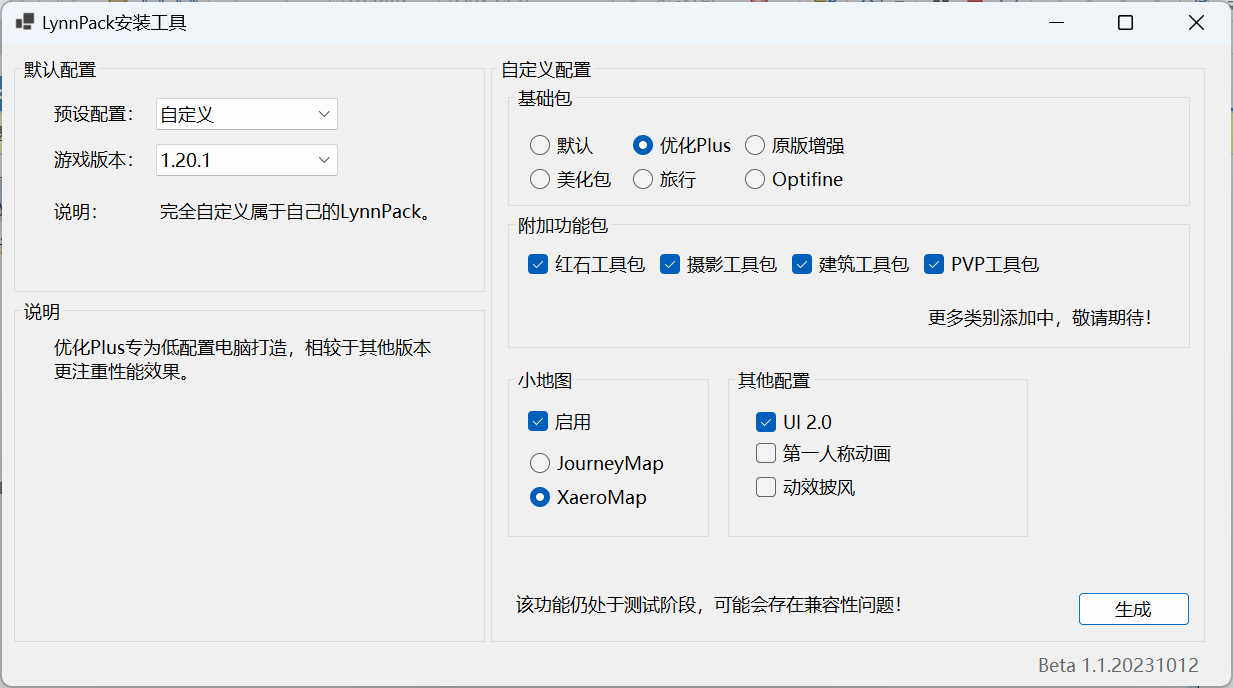 LynnPack安装工具
默认配置
预设配置：
自定义
游戏版本：
1.20.1
说明：
完全自定义属于自己的LynnPack。
说明
优化Plus专为低配置电脑打造，相较于其他版本
更注重性能效果。
自定义配置
基础包
默认 优化Plus 原版增强
美化包 旅行 Optifine
附加功能包
红石工具包 摄影工具包 建筑工具包 PVP工具包
更多类别添加中，敬请期待！
小地图
启用
JourneyMap
XaeroMap
其他配置
UI 2.0
第一人称动画
动效披风
该功能仍处于测试阶段，可能会存在兼容性问题！
生成
Beta 1.1.20231012